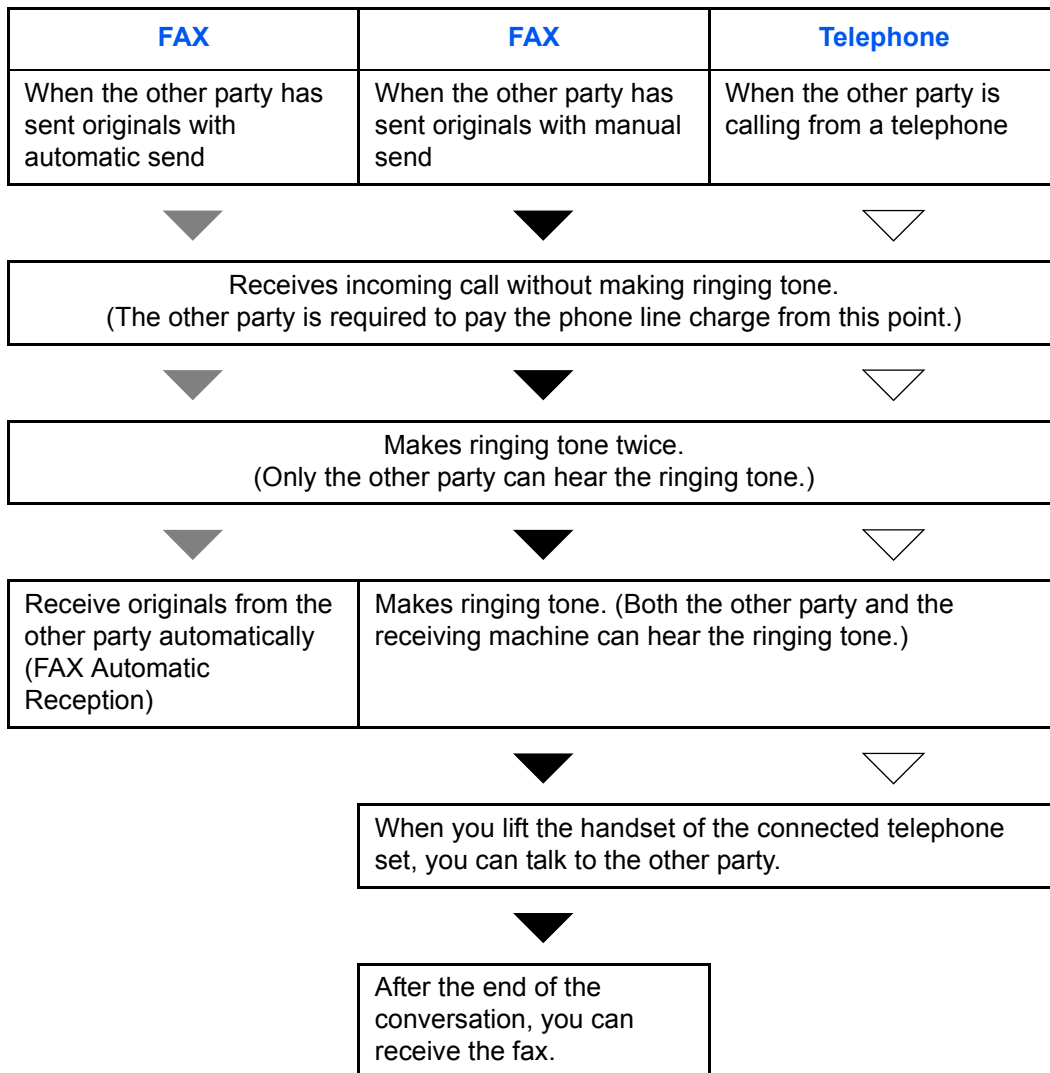 FAX
FAX
Telephone
When the other party has
sent originals with
automatic send
When the other party has
sent originals with manual
send
When the other party is
calling from a telephone
Receives incoming call without making ringing tone.
(The other party is required to pay the phone line charge from this point.)
Makes ringing tone twice.
(Only the other party can hear the ringing tone.)
Receive originals from the
other party automatically
(FAX Automatic
Reception)
Makes ringing tone. (Both the other party and the
receiving machine can hear the ringing tone.)
When you lift the handset of the connected telephone
set, you can talk to the other party.
After the end of the
conversation, you can
receive the fax.